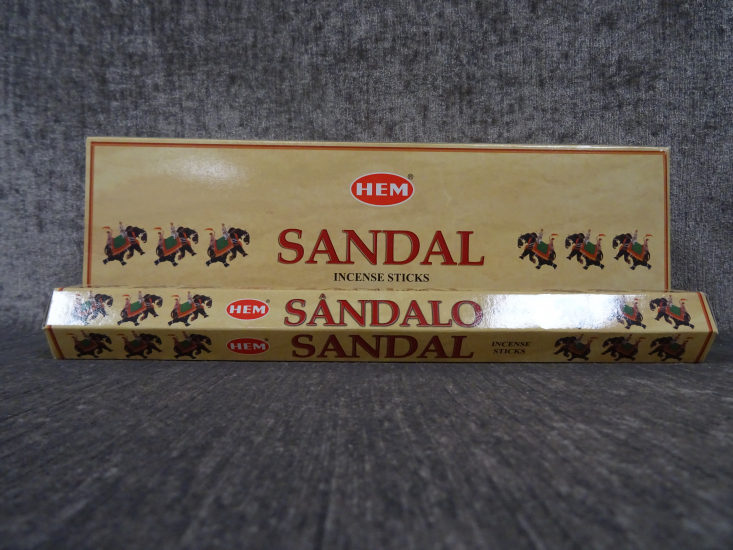 HEM®
SANDAL
INCENSE STICKS
HEM
SÂNDALO
HEM
SANDAL
INCENSE
STICKS